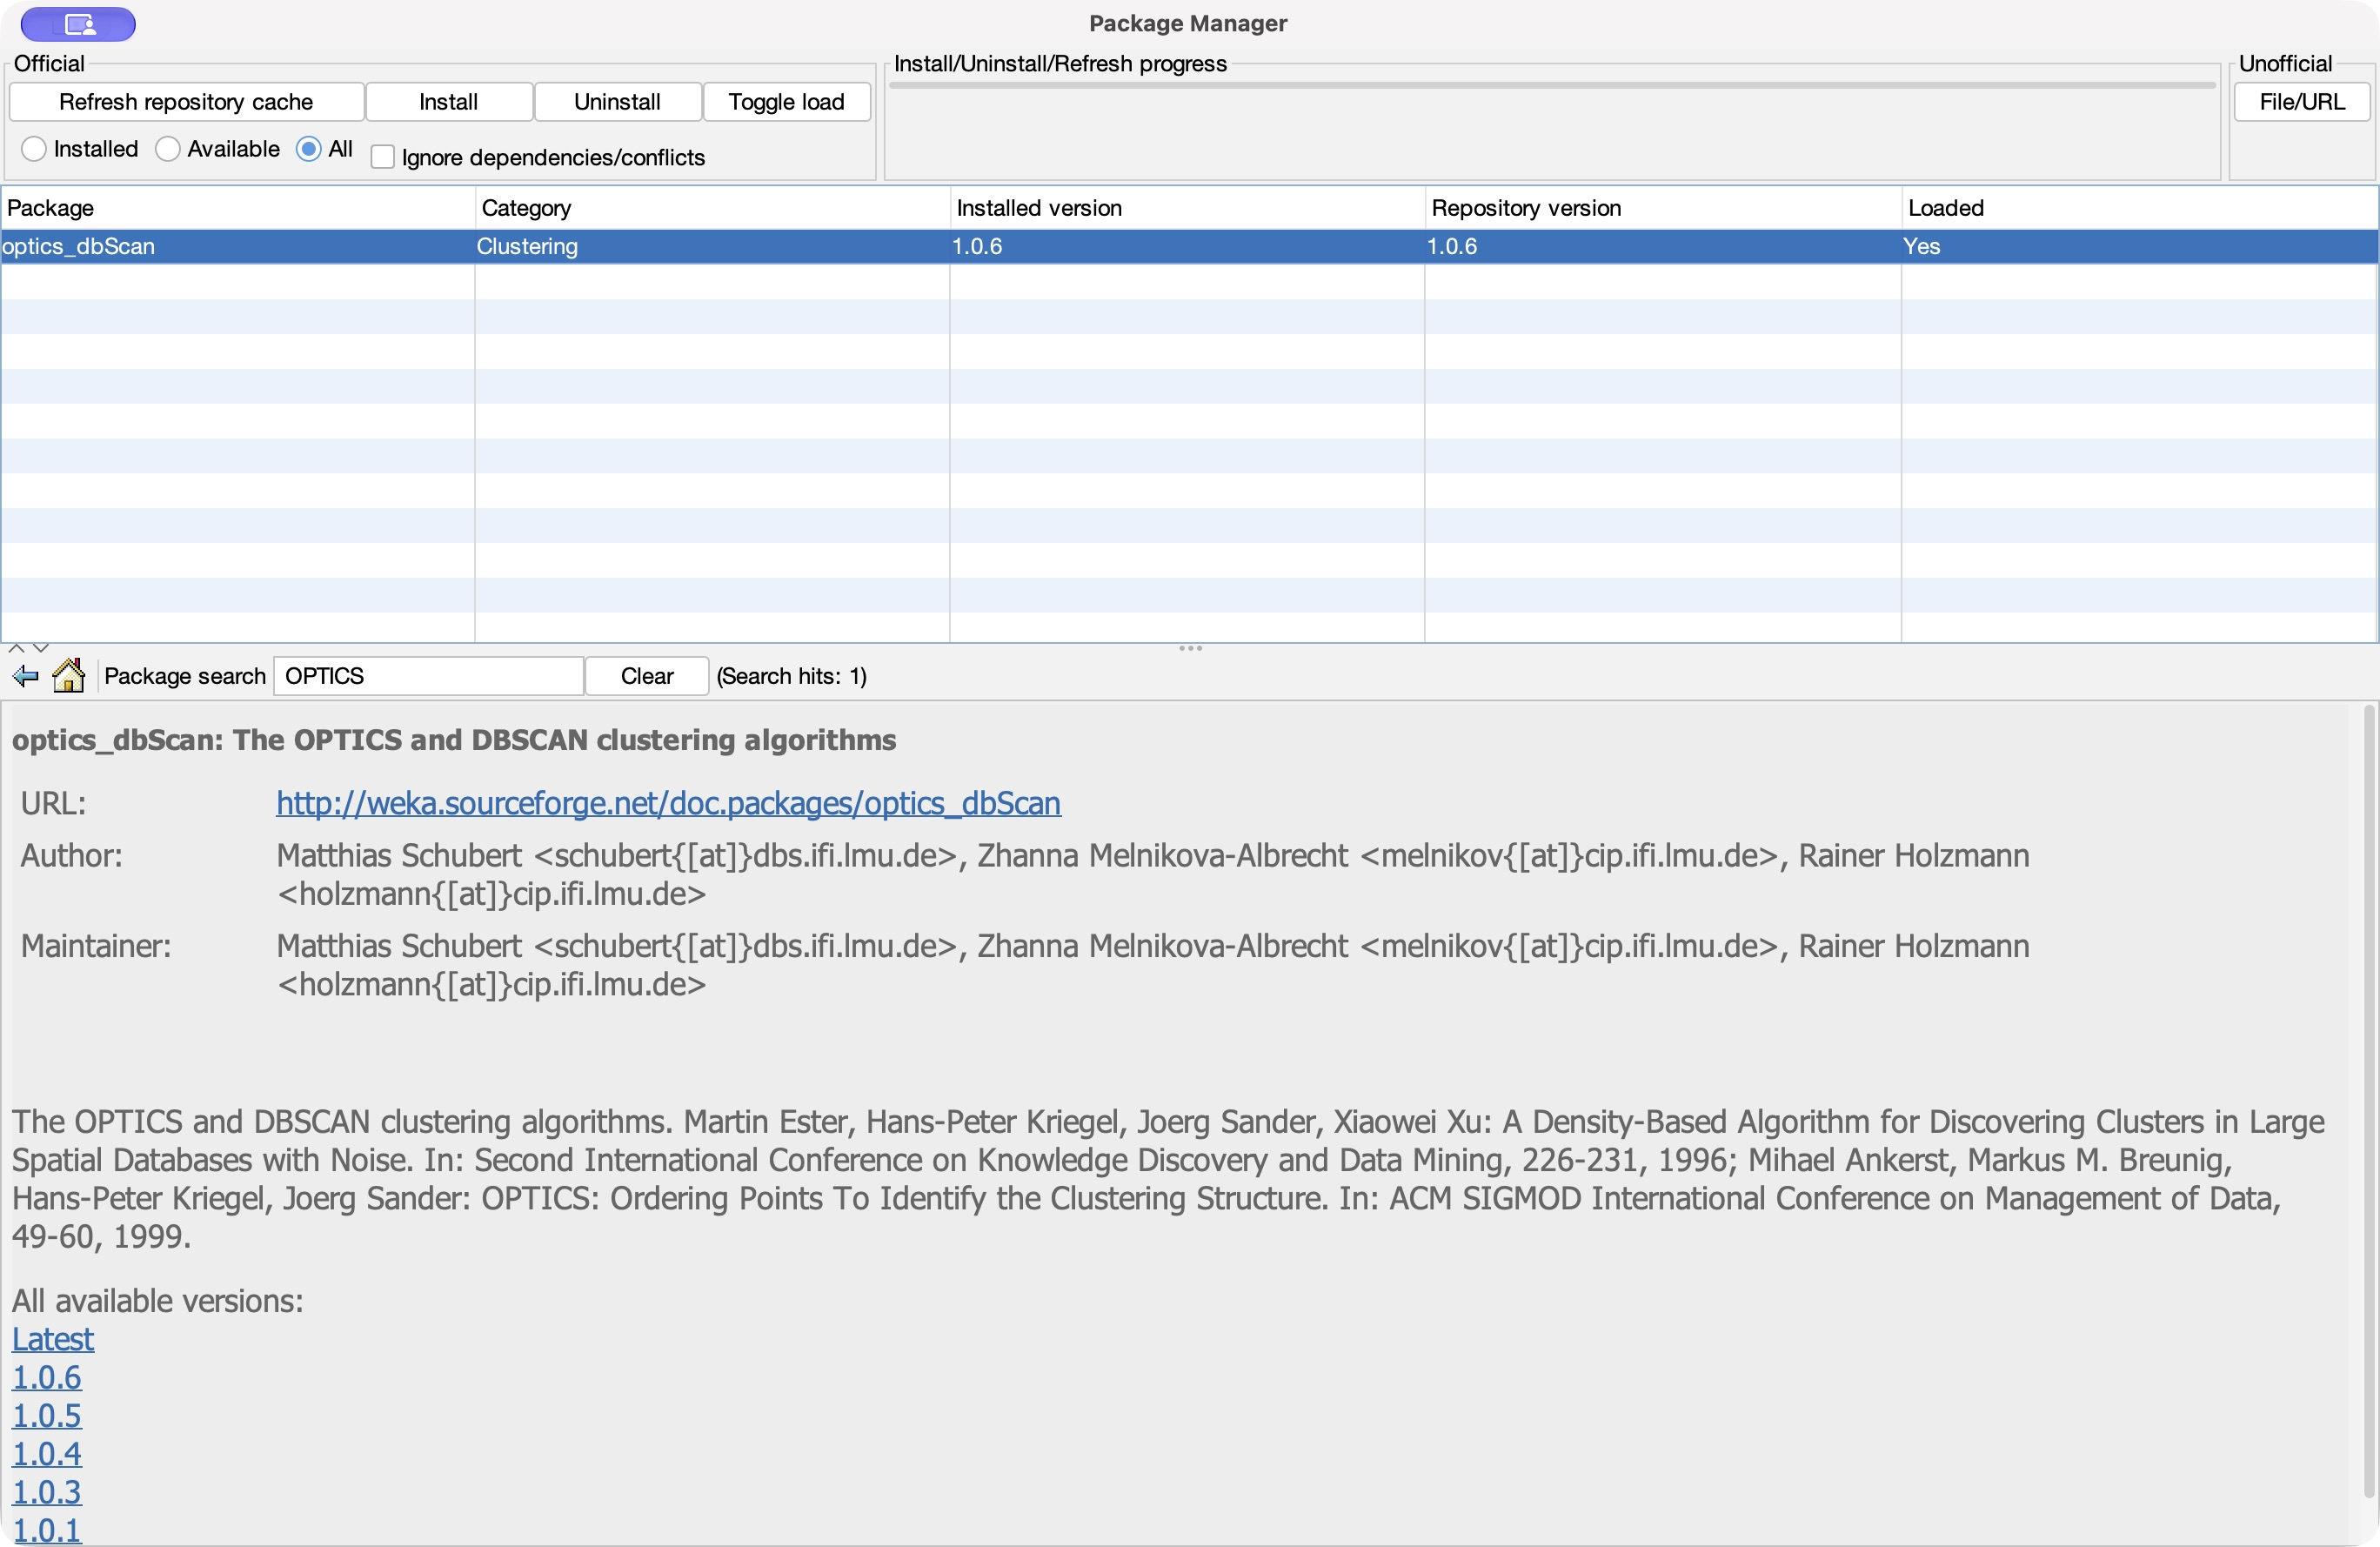 Package Manager
Official
Install/Uninstall/Refresh progress
Unofficial
Refresh repository cache
Install
Uninstall
Toggle load
File/URL
Installed
Available
All
Ignore dependencies/conflicts
Package
Category
Installed version
Repository version
Loaded
optics_dbScan
Clustering
1.0.6
1.0.6
Yes
Package search
OPTICS
Clear
(Search hits: 1)
optics_dbScan: The OPTICS and DBSCAN clustering algorithms
URL:
http://weka.sourceforge.net/doc.packages/optics_dbScan
Author:
Matthias Schubert <schubert{[at]}dbs.ifi.lmu.de>, Zhanna Melnikova-Albrecht <melnikov{[at]}cip.ifi.lmu.de>, Rainer Holzmann
<holzmann{[at]}cip.ifi.lmu.de>
Maintainer:
Matthias Schubert <schubert{[at]}dbs.ifi.lmu.de>, Zhanna Melnikova-Albrecht <melnikov{[at]}cip.ifi.lmu.de>, Rainer Holzmann
<holzmann{[at]}cip.ifi.lmu.de>
The OPTICS and DBSCAN clustering algorithms. Martin Ester, Hans-Peter Kriegel, Joerg Sander, Xiaowei Xu: A Density-Based Algorithm for Discovering Clusters in Large
Spatial Databases with Noise. In: Second International Conference on Knowledge Discovery and Data Mining, 226-231, 1996; Mihael Ankerst, Markus M. Breunig,
Hans-Peter Kriegel, Joerg Sander: OPTICS: Ordering Points To Identify the Clustering Structure. In: ACM SIGMOD International Conference on Management of Data,
49-60, 1999.
All available versions:
Latest
1.0.6
1.0.5
1.0.4
1.0.3
1.0.1